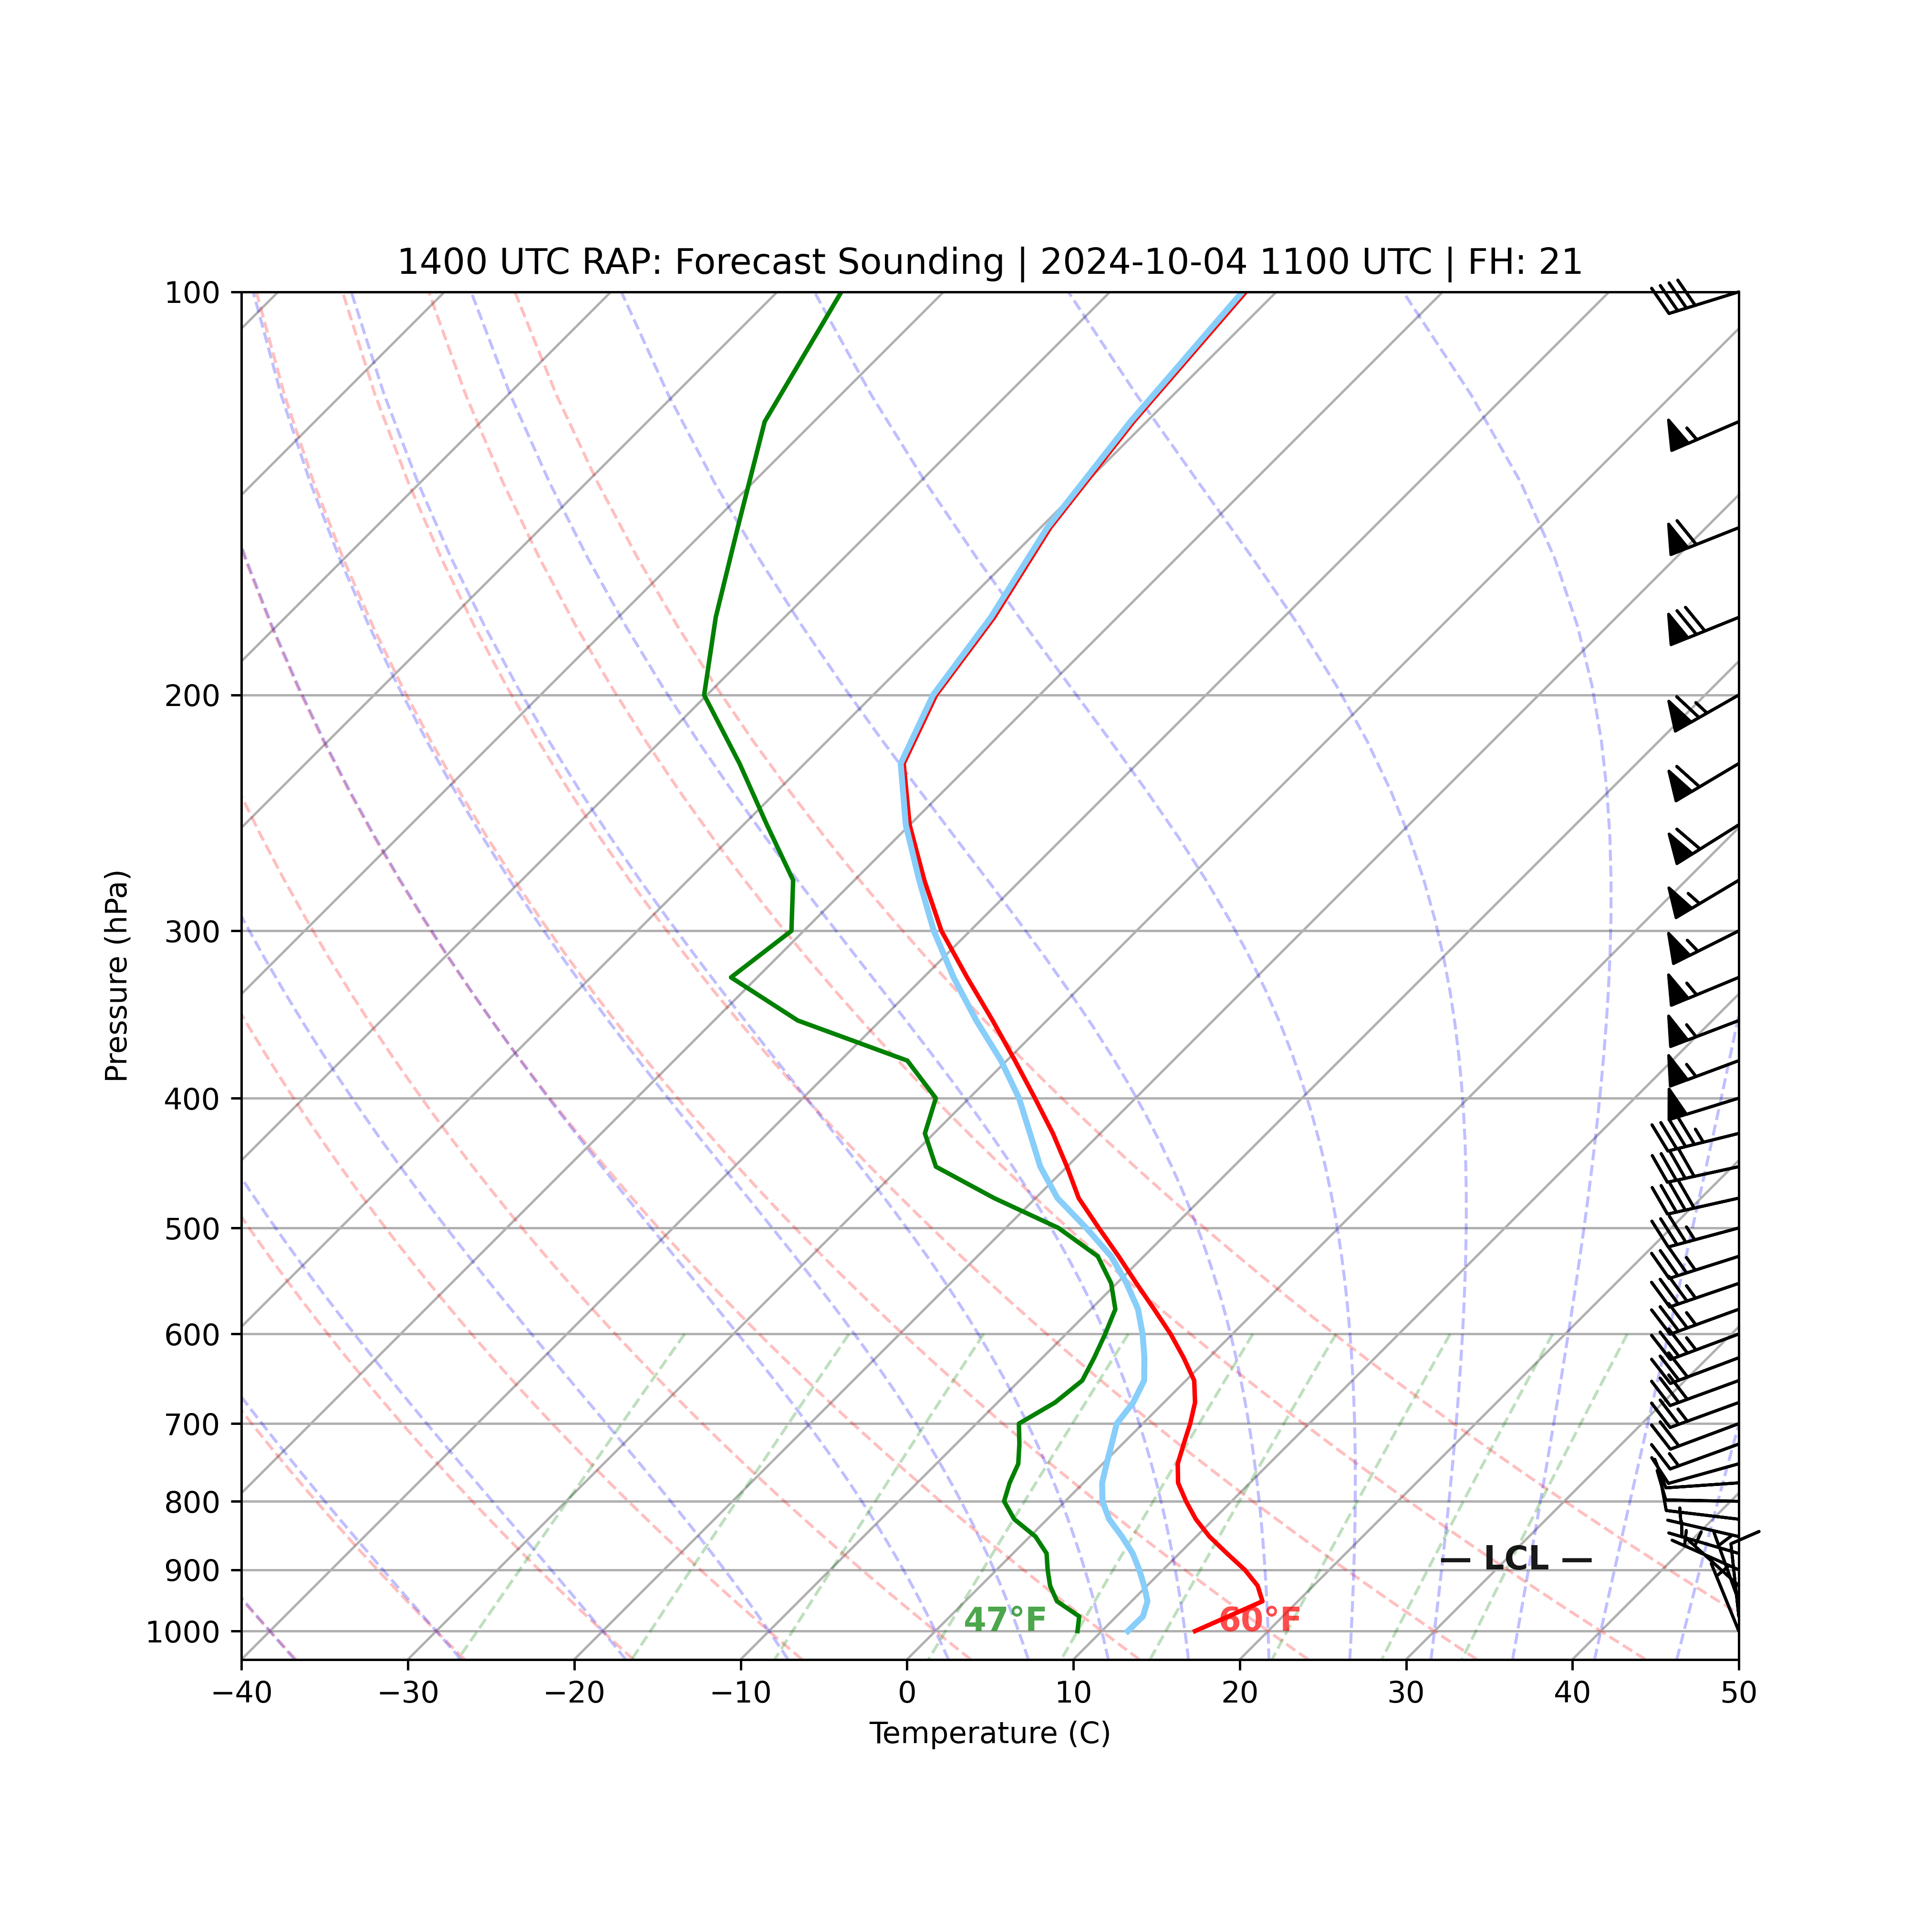 1400 UTC RAP: Forecast Sounding | 2024-10-04 1100 UTC | FH: 21
100
200
300
400
500
600
700
800
900
1000
Pressure (hPa)
— LCL —
47°F
60°F
−40 −30 −20 −10 0 10 20 30 40 50
Temperature (C)